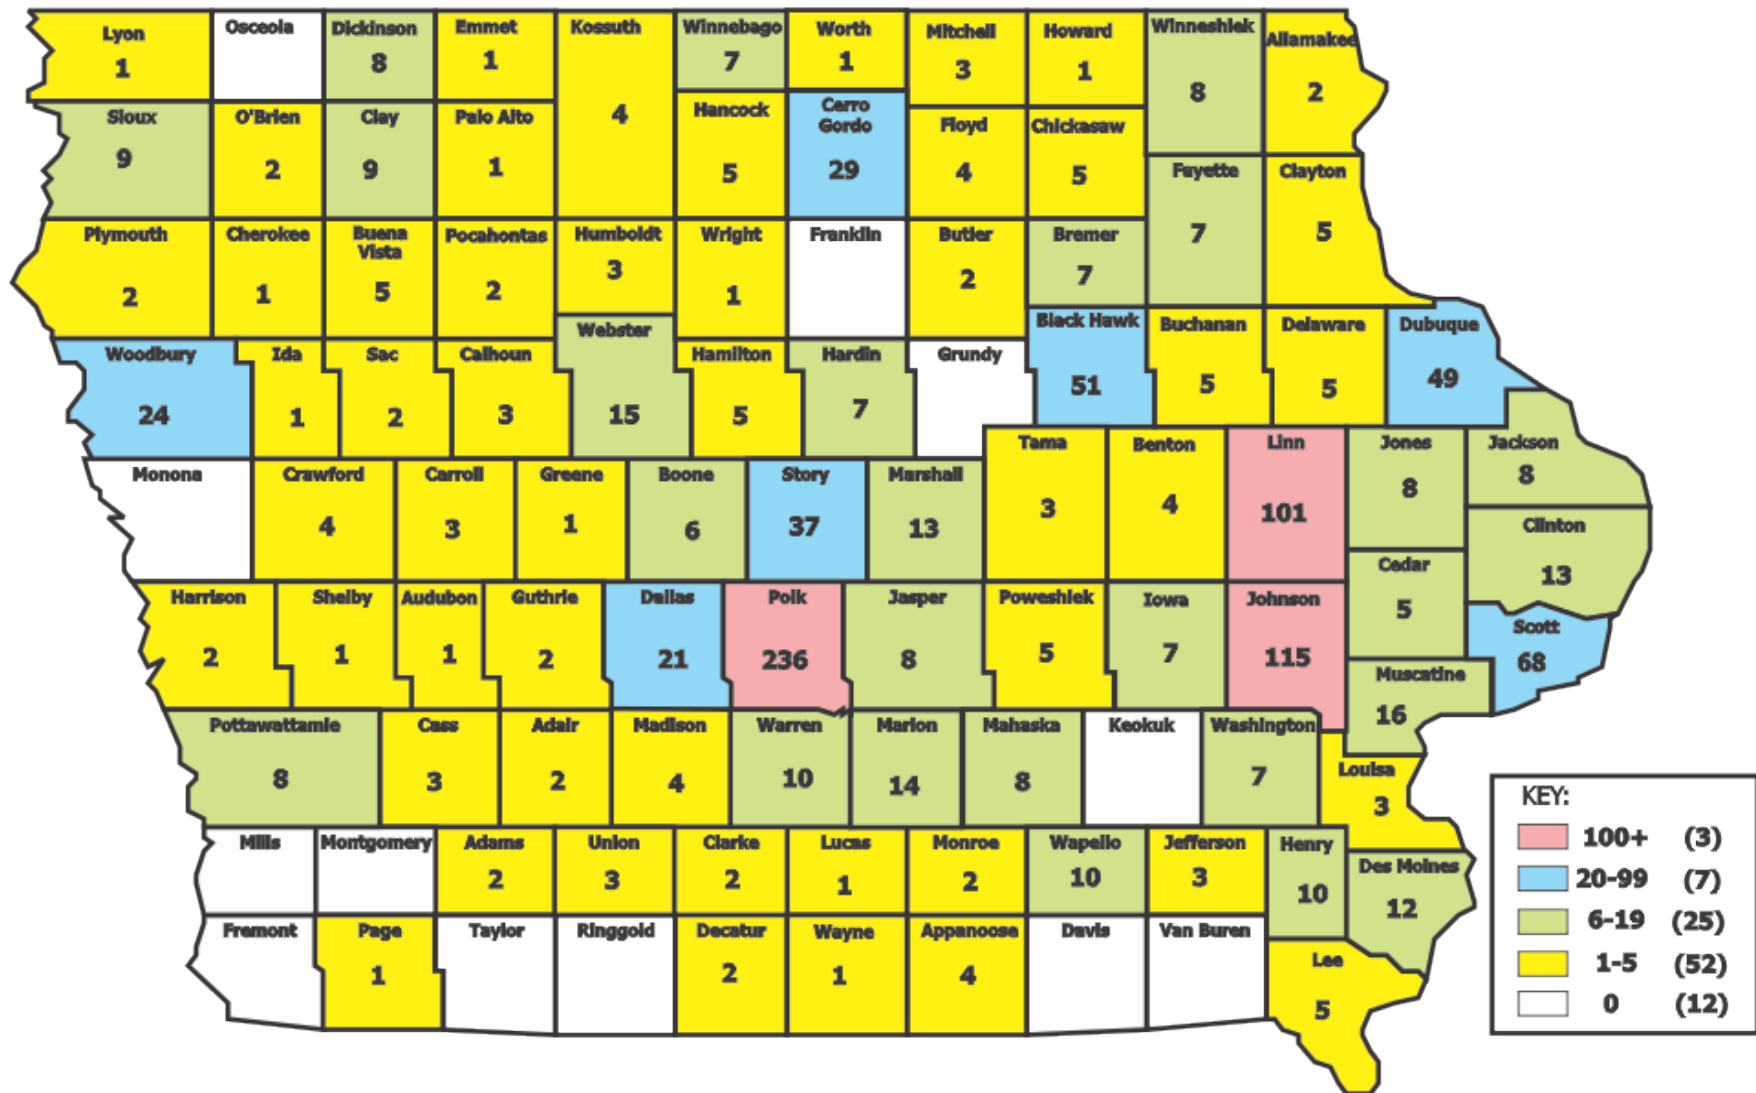 Lyon
1
Osceola
Dickinson
8
Emmet
1
Kossuth
4
Winnebago
7
Worth
1
Mitchell
3
Howard
1
Winneshiek
8
Allamakee
2
Sioux
9
O'Brien
2
Clay
9
Palo Alto
1
Hancock
5
Cerro
Gordo
29
Floyd
4
Chickasaw
5
Fayette
7
Clayton
5
Plymouth
2
Cherokee
1
Buena
Vista
5
Pocahontas
2
Humboldt
3
Wright
1
Franklin
Butler
2
Bremer
7
Woodbury
24
Ida
1
Sac
2
Calhoun
3
Webster
15
Hamilton
5
Hardin
7
Grundy
Black Hawk
51
Buchanan
5
Delaware
5
Dubuque
49
Monona
Crawford
4
Carroll
3
Greene
1
Boone
6
Story
37
Marshall
13
Tama
3
Benton
4
Linn
101
Jones
8
Jackson
8
Clinton
13
Cedar
5
Harrison
2
Shelby
1
Audubon
1
Guthrie
2
Dallas
21
Polk
236
Jasper
8
Poweshiek
5
Iowa
7
Johnson
115
Scott
68
Muscatine
16
Pottawattamie
8
Cass
3
Adair
2
Madison
4
Warren
10
Marion
14
Mahaska
8
Keokuk
Washington
7
Louisa
3
Mills
Montgomery
Adams
2
Union
3
Clarke
2
Lucas
1
Monroe
2
Wapello
10
Jefferson
3
Henry
10
Des Moines
12
Fremont
Page
1
Taylor
Ringgold
Decatur
2
Wayne
1
Appanoose
4
Davis
Van Buren
Lee
5
KEY:
100+ (3)
20-99 (7)
6-19 (25)
1-5 (52)
0 (12)